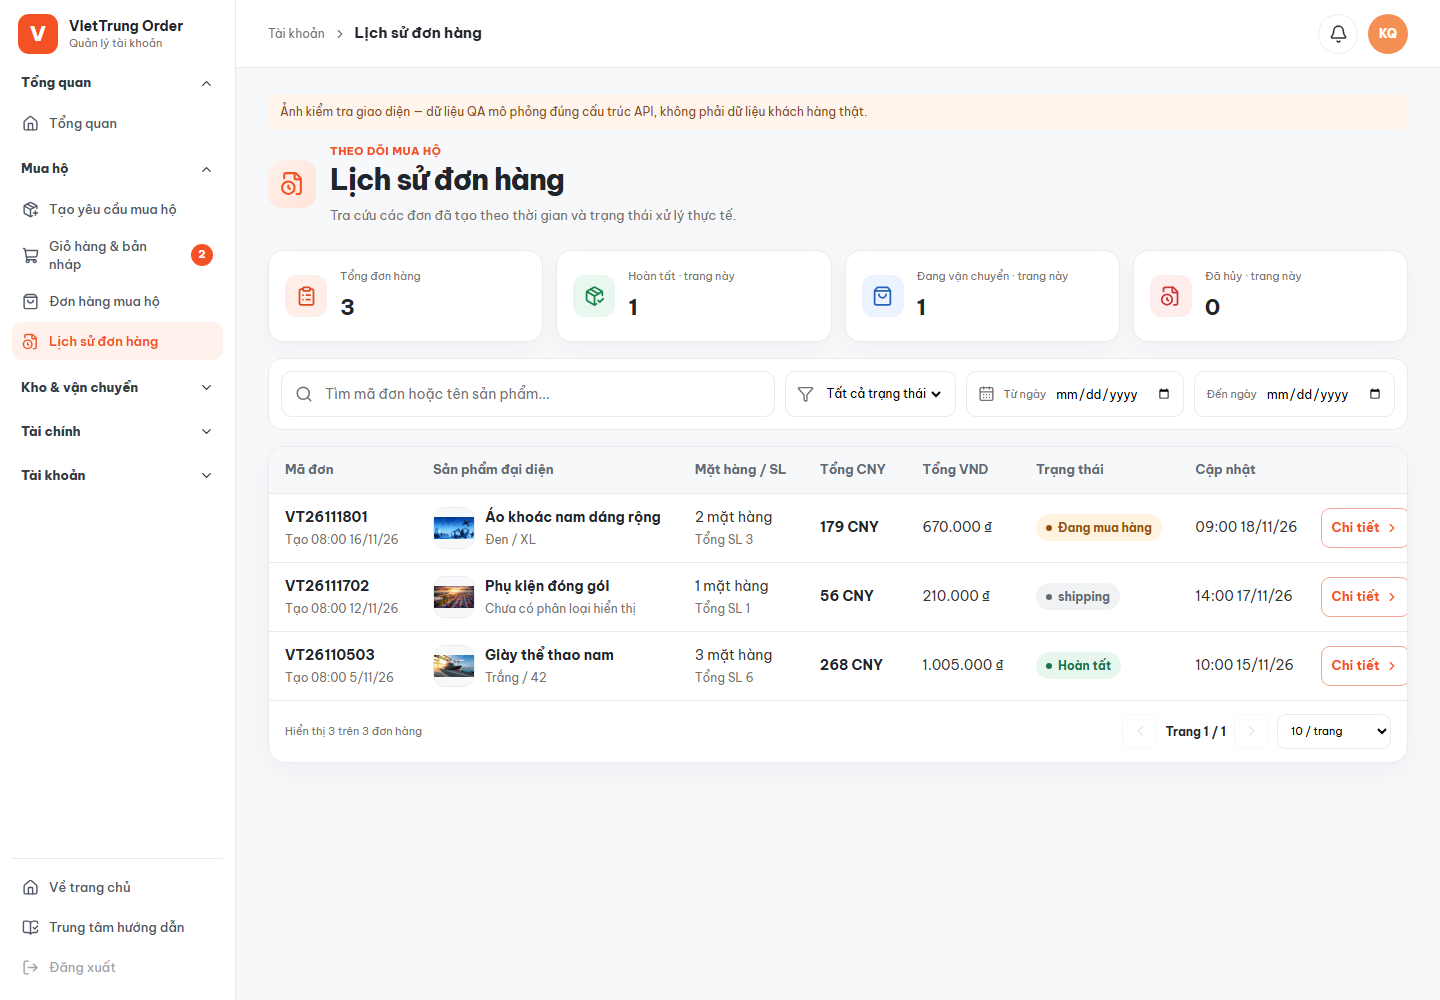 V
VietTrung Order
Quản lý tài khoản
Tổng quan
Tổng quan
Mua hộ
Tạo yêu cầu mua hộ
Giỏ hàng & bản nháp
2
Đơn hàng mua hộ
Lịch sử đơn hàng
Kho & vận chuyển
Tài chính
Tài khoản
Về trang chủ
Trung tâm hướng dẫn
Đăng xuất
Tài khoản > Lịch sử đơn hàng
KQ
Ảnh kiểm tra giao diện — dữ liệu QA mô phỏng đúng cấu trúc API, không phải dữ liệu khách hàng thật.
THEO DÕI MUA HỘ
Lịch sử đơn hàng
Tra cứu các đơn đã tạo theo thời gian và trạng thái xử lý thực tế.
Tổng đơn hàng
3
Hoàn tất · trang này
1
Đang vận chuyển · trang này
1
Đã hủy · trang này
0
Tìm mã đơn hoặc tên sản phẩm...
Tất cả trạng thái
Từ ngày mm/dd/yyyy
Đến ngày mm/dd/yyyy
Mã đơn Sản phẩm đại diện Mặt hàng / SL Tổng CNY Tổng VND Trạng thái Cập nhật
VT26111801 Áo khoác nam dáng rộng 2 mặt hàng 179 CNY 670.000 ₫ Đang mua hàng 09:00 18/11/26 Chi tiết
Tạo 08:00 16/11/26 Đen / XL Tổng SL 3
VT26111702 Phụ kiện đóng gói 1 mặt hàng 56 CNY 210.000 ₫ shipping 14:00 17/11/26 Chi tiết
Tạo 08:00 12/11/26 Chưa có phân loại hiển thị Tổng SL 1
VT26110503 Giày thể thao nam 3 mặt hàng 268 CNY 1.005.000 ₫ Hoàn tất 10:00 15/11/26 Chi tiết
Tạo 08:00 5/11/26 Trắng / 42 Tổng SL 6
Hiển thị 3 trên 3 đơn hàng
Trang 1 / 1
10 / trang